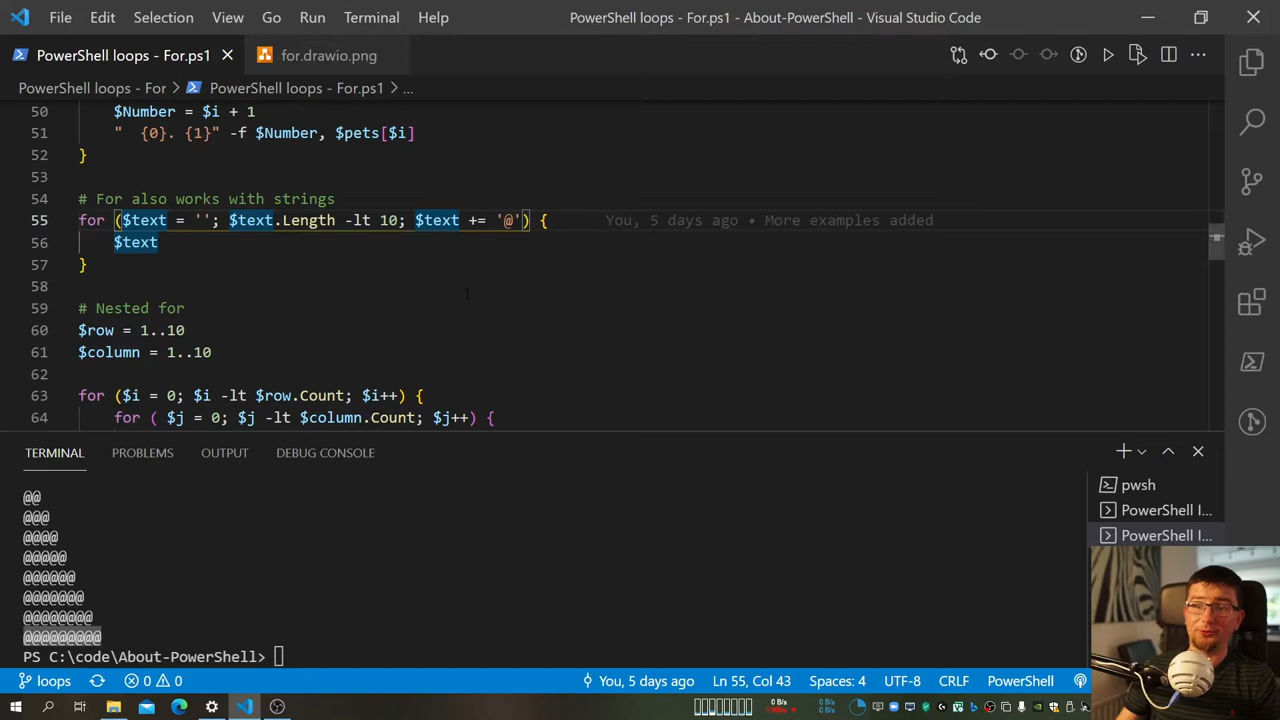 File Edit Selection View Go Run Terminal Help PowerShell loops - For.ps1 - About-PowerShell - Visual Studio Code
PowerShell loops - For.ps1 for.drawio.png
PowerShell loops - For > PowerShell loops - For.ps1 > ...
50 $Number = $i + 1
51 "  {0}. {1}" -f $Number, $pets[$i]
52 }
53
54 # For also works with strings
55 for ($text = ''; $text.Length -lt 10; $text += '@') { You, 5 days ago • More examples added
56 $text
57 }
58
59 # Nested for
60 $row = 1..10
61 $column = 1..10
62
63 for ($i = 0; $i -lt $row.Count; $i++) {
64 for ( $j = 0; $j -lt $column.Count; $j++) {
TERMINAL PROBLEMS OUTPUT DEBUG CONSOLE
@@
@@@
@@@@
@@@@@
@@@@@@
@@@@@@@
@@@@@@@@
@@@@@@@@@
PS C:\code\About-PowerShell>
pwsh
PowerShell I...
PowerShell I...
loops 0 0 You, 5 days ago Ln 55, Col 43 Spaces: 4 UTF-8 CRLF PowerShell